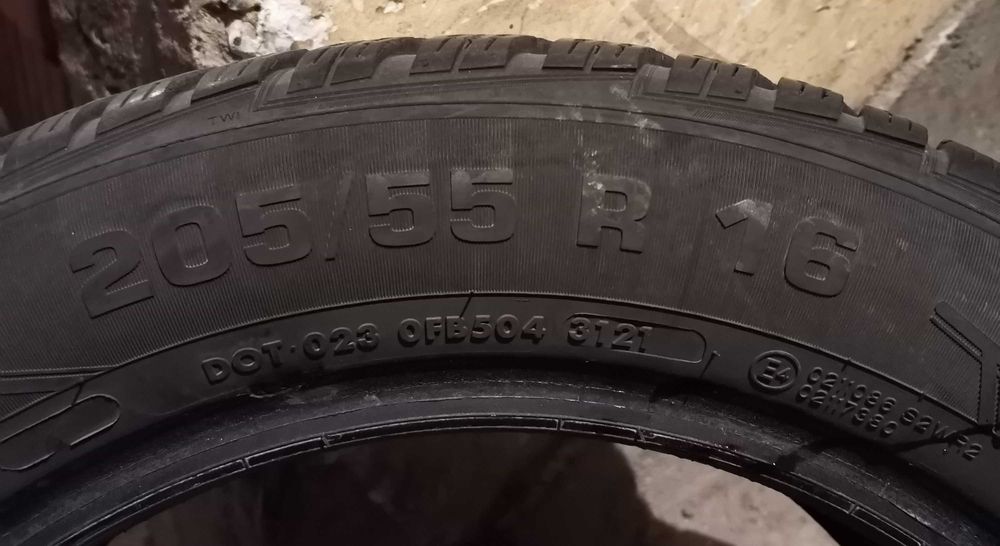 TWI
205/55 R 16
DOT·023 0FB504 3121
E4